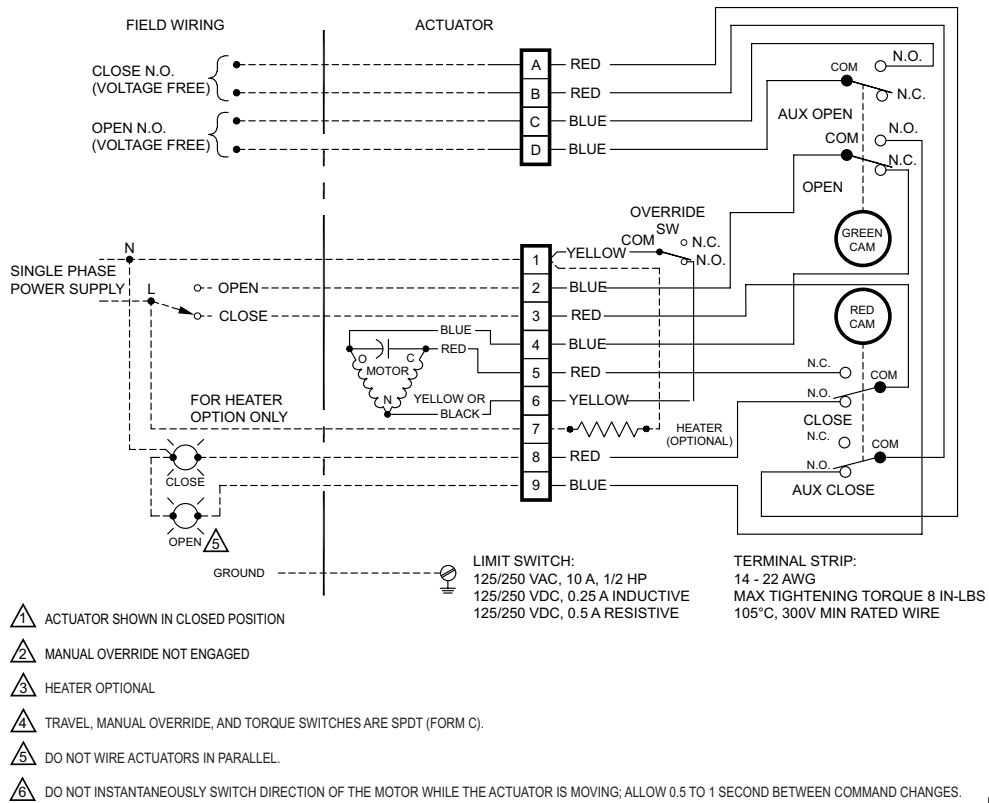 FIELD WIRING
ACTUATOR
CLOSE N.O.
(VOLTAGE FREE)
OPEN N.O.
(VOLTAGE FREE)
A RED
B RED
C BLUE
D BLUE
COM
N.O.
N.C.
AUX OPEN
COM
N.O.
N.C.
OPEN
GREEN
CAM
OVERRIDE
SW
COM
N.C.
N.O.
N
SINGLE PHASE
POWER SUPPLY
L
OPEN
CLOSE
1 YELLOW
2 BLUE
3 RED
4 BLUE
5 RED
6 YELLOW
7
8 RED
9 BLUE
BLUE
RED
O
C
MOTOR
N
YELLOW OR
BLACK
FOR HEATER
OPTION ONLY
HEATER
(OPTIONAL)
RED
CAM
N.C.
COM
N.O.
CLOSE
N.C.
COM
N.O.
AUX CLOSE
CLOSE
OPEN
5
GROUND
LIMIT SWITCH:
125/250 VAC, 10 A, 1/2 HP
125/250 VDC, 0.25 A INDUCTIVE
125/250 VDC, 0.5 A RESISTIVE
TERMINAL STRIP:
14 - 22 AWG
MAX TIGHTENING TORQUE 8 IN-LBS
105°C, 300V MIN RATED WIRE
1 ACTUATOR SHOWN IN CLOSED POSITION
2 MANUAL OVERRIDE NOT ENGAGED
3 HEATER OPTIONAL
4 TRAVEL, MANUAL OVERRIDE, AND TORQUE SWITCHES ARE SPDT (FORM C).
5 DO NOT WIRE ACTUATORS IN PARALLEL.
6 DO NOT INSTANTANEOUSLY SWITCH DIRECTION OF THE MOTOR WHILE THE ACTUATOR IS MOVING; ALLOW 0.5 TO 1 SECOND BETWEEN COMMAND CHANGES.